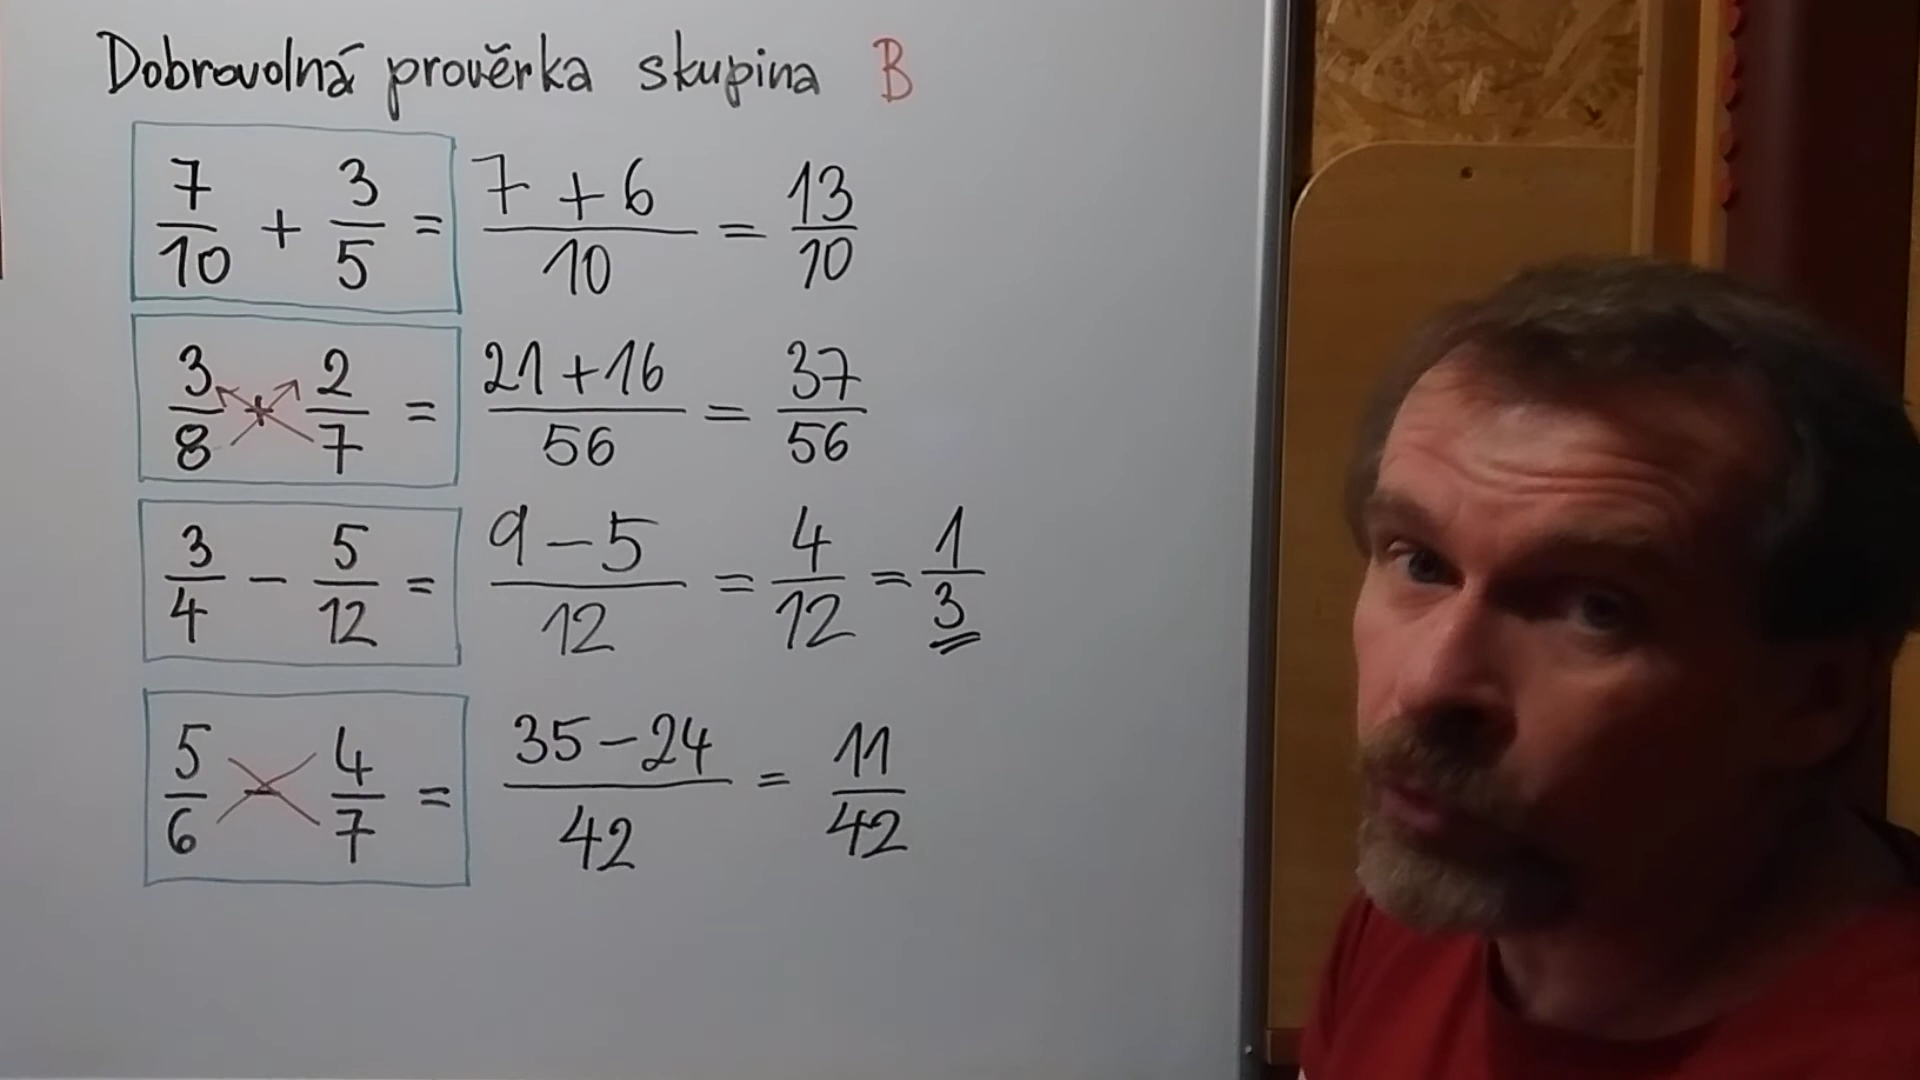 Dobrovolná prověrka skupina B
7/10 + 3/5 = 7 + 6/10 = 13/10
3/8 + 2/7 = 21 + 16/56 = 37/56
3/4 − 5/12 = 9 − 5/12 = 4/12 = 1/3
5/6 − 4/7 = 35 − 24/42 = 11/42